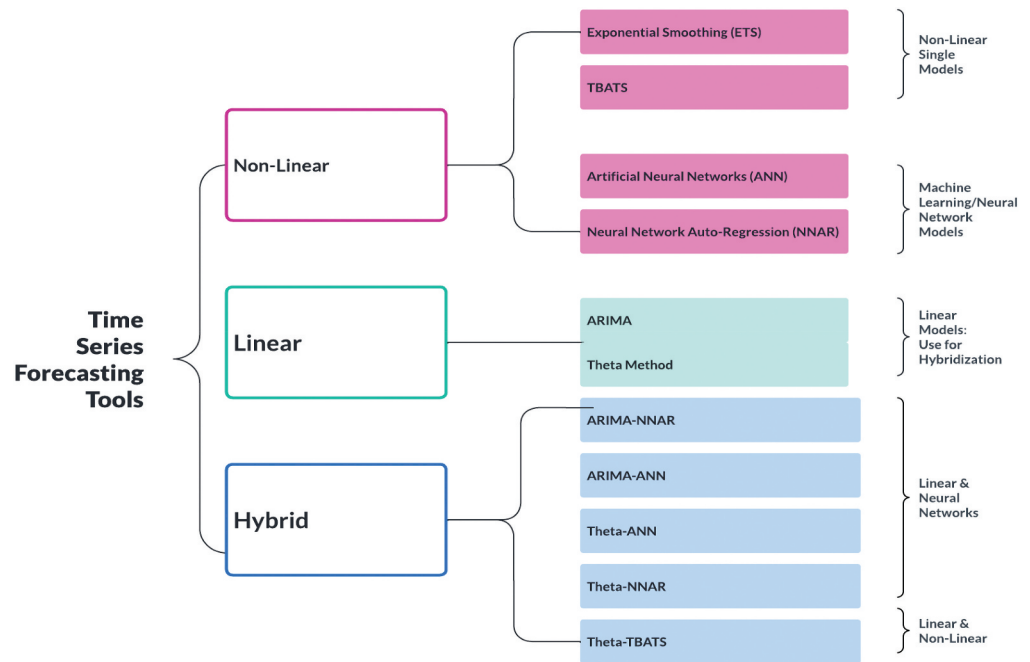 Time
Series
Forecasting
Tools
Non-Linear
Exponential Smoothing (ETS)
TBATS
Non-Linear
Single
Models
Artificial Neural Networks (ANN)
Neural Network Auto-Regression (NNAR)
Machine
Learning/Neural
Network
Models
Linear
ARIMA
Theta Method
Linear
Models:
Use for
Hybridization
Hybrid
ARIMA-NNAR
ARIMA-ANN
Theta-ANN
Theta-NNAR
Linear &
Neural
Networks
Theta-TBATS
Linear &
Non-Linear